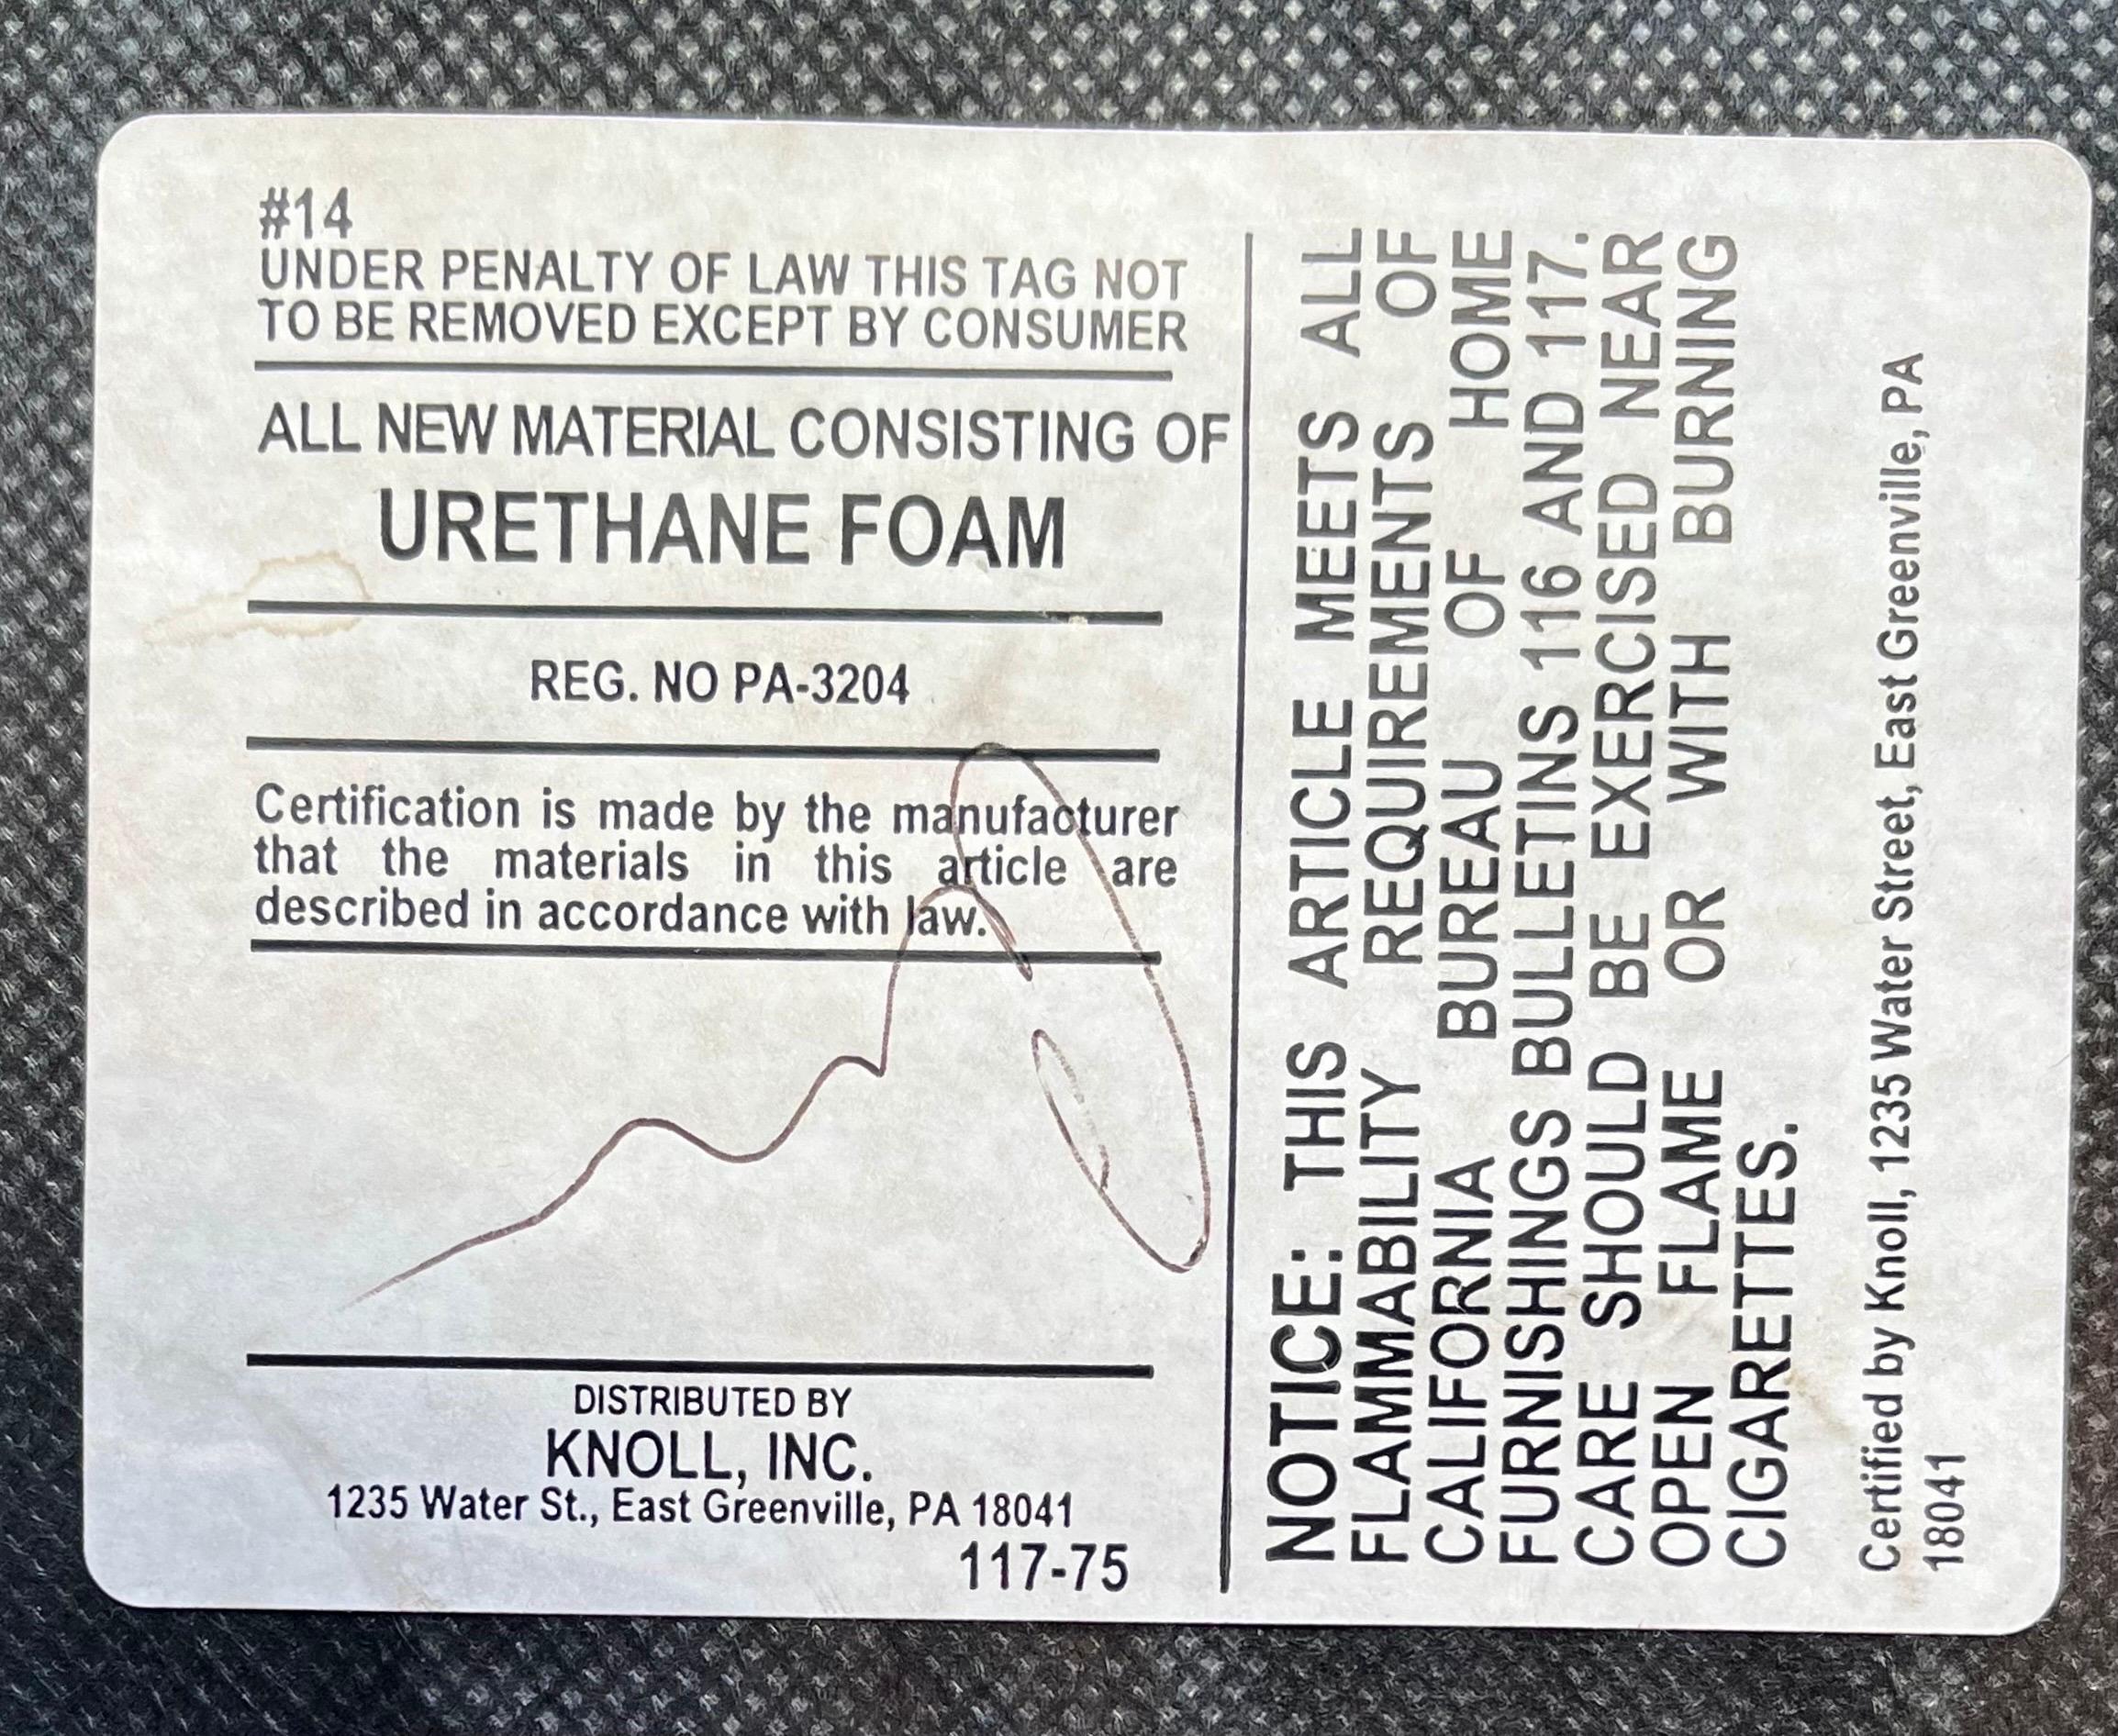 #14
UNDER PENALTY OF LAW THIS TAG NOT
TO BE REMOVED EXCEPT BY CONSUMER
ALL NEW MATERIAL CONSISTING OF
URETHANE FOAM
REG. NO PA-3204
Certification is made by the manufacturer
that the materials in this article are
described in accordance with law.
DISTRIBUTED BY
KNOLL, INC.
1235 Water St., East Greenville, PA 18041
117-75
NOTICE: THIS ARTICLE MEETS ALL
FLAMMABILITY REQUIREMENTS OF
CALIFORNIA BUREAU OF HOME
FURNISHINGS BULLETINS 116 AND 117.
CARE SHOULD BE EXERCISED NEAR
OPEN FLAME OR WITH BURNING
CIGARETTES.
Certified by Knoll, 1235 Water Street, East Greenville, PA
18041